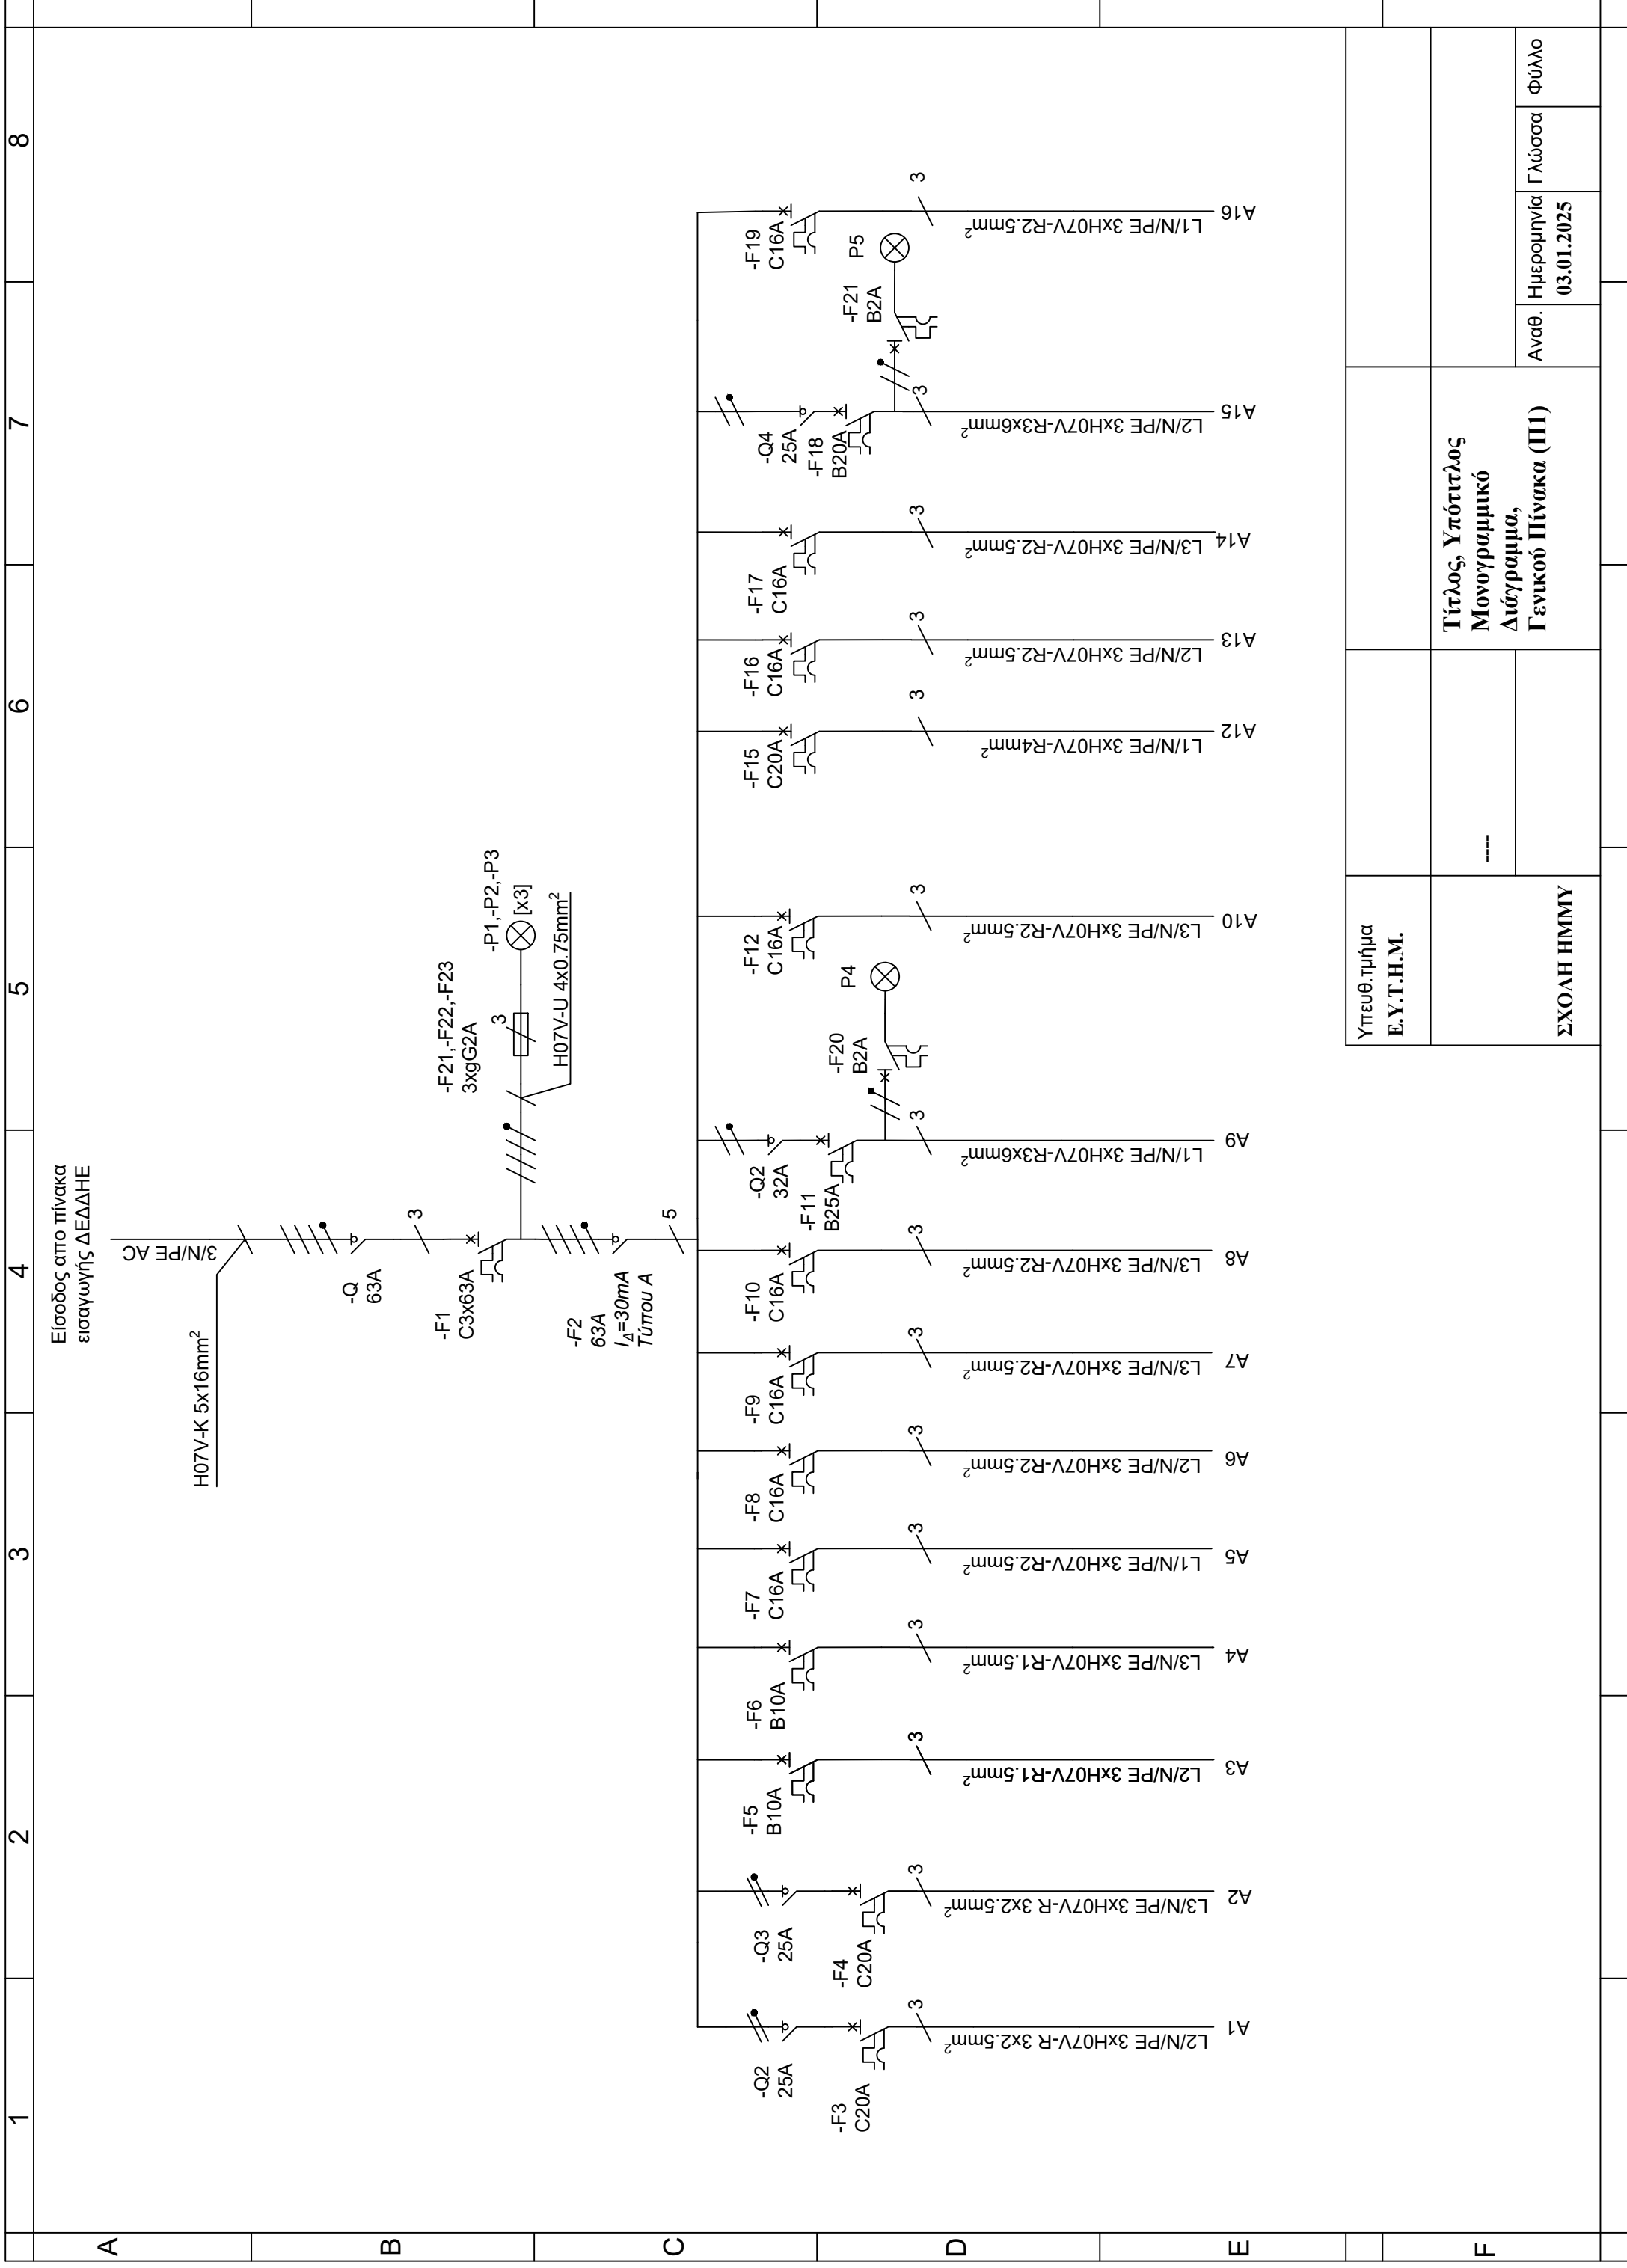 1 2 3 4 5 6 7 8
A
B
C
D
E
F
Είσοδος απο πίνακα
εισαγωγής ΔΕΔΔΗΕ
3/N/PE AC
H07V-K 5x16mm²
-Q
63A
3
-F1
C3x63A
-F21,-F22,-F23
3xgG2A
3
-P1,-P2,-P3
[x3]
H07V-U 4x0.75mm²
-F2
63A
IΔ=30mA
Τύπου Α
5
-Q2
25A
-F3
C20A
3
L2/N/PE 3xH07V-R 3x2.5mm²
A1
-Q3
25A
-F4
C20A
3
L3/N/PE 3xH07V-R 3x2.5mm²
A2
-F5
B10A
3
L2/N/PE 3xH07V-R1.5mm²
A3
-F6
B10A
3
L3/N/PE 3xH07V-R1.5mm²
A4
-F7
C16A
3
L1/N/PE 3xH07V-R2.5mm²
A5
-F8
C16A
3
L2/N/PE 3xH07V-R2.5mm²
A6
-F9
C16A
3
L3/N/PE 3xH07V-R2.5mm²
A7
-F10
C16A
3
L3/N/PE 3xH07V-R2.5mm²
A8
-Q2
32A
-F11
B25A
3
L1/N/PE 3xH07V-R3x6mm²
A9
-F20
B2A
P4
-F12
C16A
3
L3/N/PE 3xH07V-R2.5mm²
A10
-F15
C20A
3
L1/N/PE 3xH07V-R4mm²
A12
-F16
C16A
3
L2/N/PE 3xH07V-R2.5mm²
A13
-F17
C16A
3
L3/N/PE 3xH07V-R2.5mm²
A14
-Q4
25A
-F18
B20A
3
L2/N/PE 3xH07V-R3x6mm²
A15
-F21
B2A
P5
-F19
C16A
3
L1/N/PE 3xH07V-R2.5mm²
A16
Υπευθ.τμήμα
Ε.Υ.Τ.Η.Μ.
ΣΧΟΛΗ ΗΜΜΥ
----
Τίτλος, Υπότιτλος
Μονογραμμικό
Διάγραμμα,
Γενικού Πίνακα (Π1)
Αναθ. Ημερομηνία Γλώσσα Φύλλο
03.01.2025